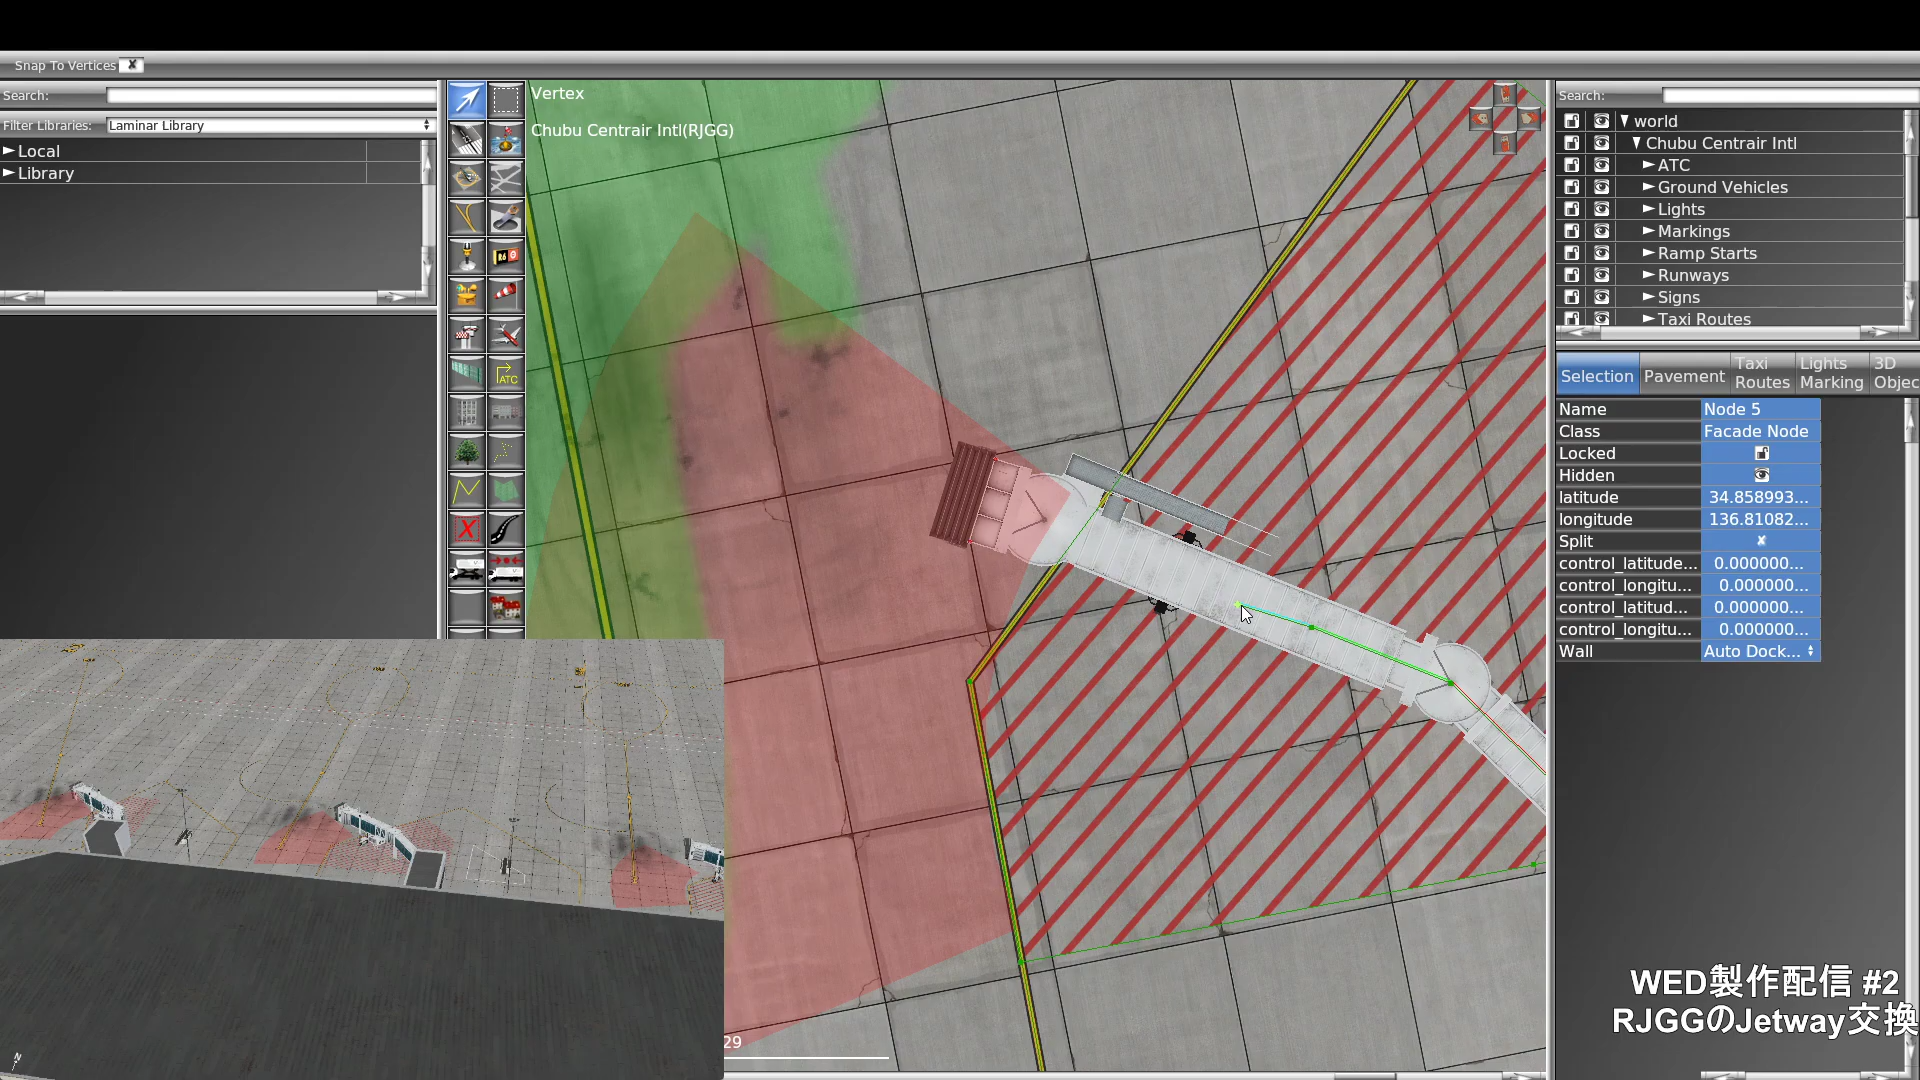 Snap To Vertices
Search:
Filter Libraries: Laminar Library
Local
Library
Vertex
Chubu Centrair Intl(RJGG)
ATC
29
Search:
world
Chubu Centrair Intl
ATC
Ground Vehicles
Lights
Markings
Ramp Starts
Runways
Signs
Taxi Routes
Selection Pavement Taxi Routes Lights Marking 3D Objec
Name Node 5
Class Facade Node
Locked
Hidden
latitude 34.858993...
longitude 136.81082...
Split
control_latitude... 0.000000...
control_longitu... 0.000000...
control_latitud... 0.000000...
control_longitu... 0.000000...
Wall Auto Dock...
WED製作配信 #2
RJGGのJetway交換